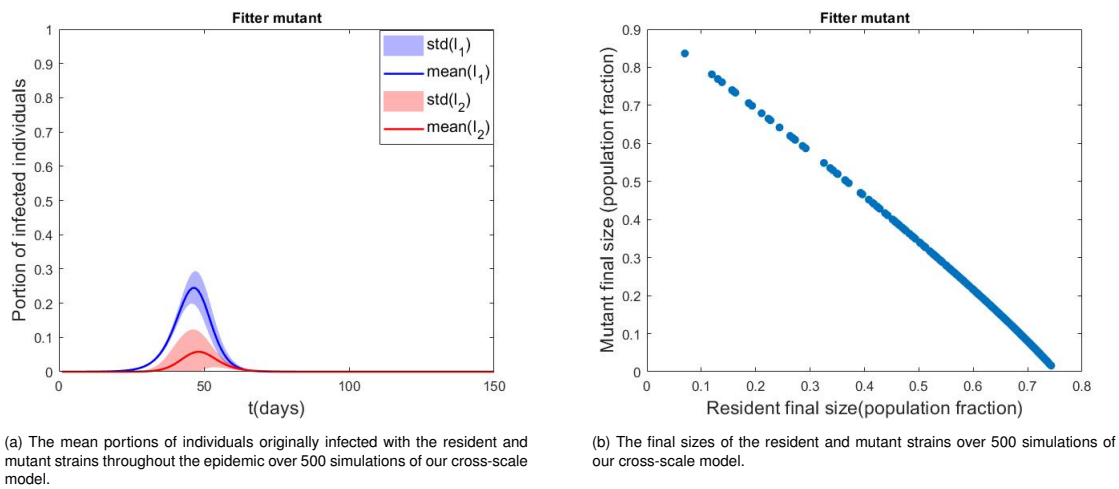 Fitter mutant
Portion of infected individuals
1
0.9
0.8
0.7
0.6
0.5
0.4
0.3
0.2
0.1
0
0 50 100 150
t(days)
std(I_1)
mean(I_1)
std(I_2)
mean(I_2)
(a) The mean portions of individuals originally infected with the resident and
mutant strains throughout the epidemic over 500 simulations of our cross-scale
model.
Fitter mutant
Mutant final size (population fraction)
0.9
0.8
0.7
0.6
0.5
0.4
0.3
0.2
0.1
0
0 0.1 0.2 0.3 0.4 0.5 0.6 0.7 0.8
Resident final size(population fraction)
(b) The final sizes of the resident and mutant strains over 500 simulations of
our cross-scale model.